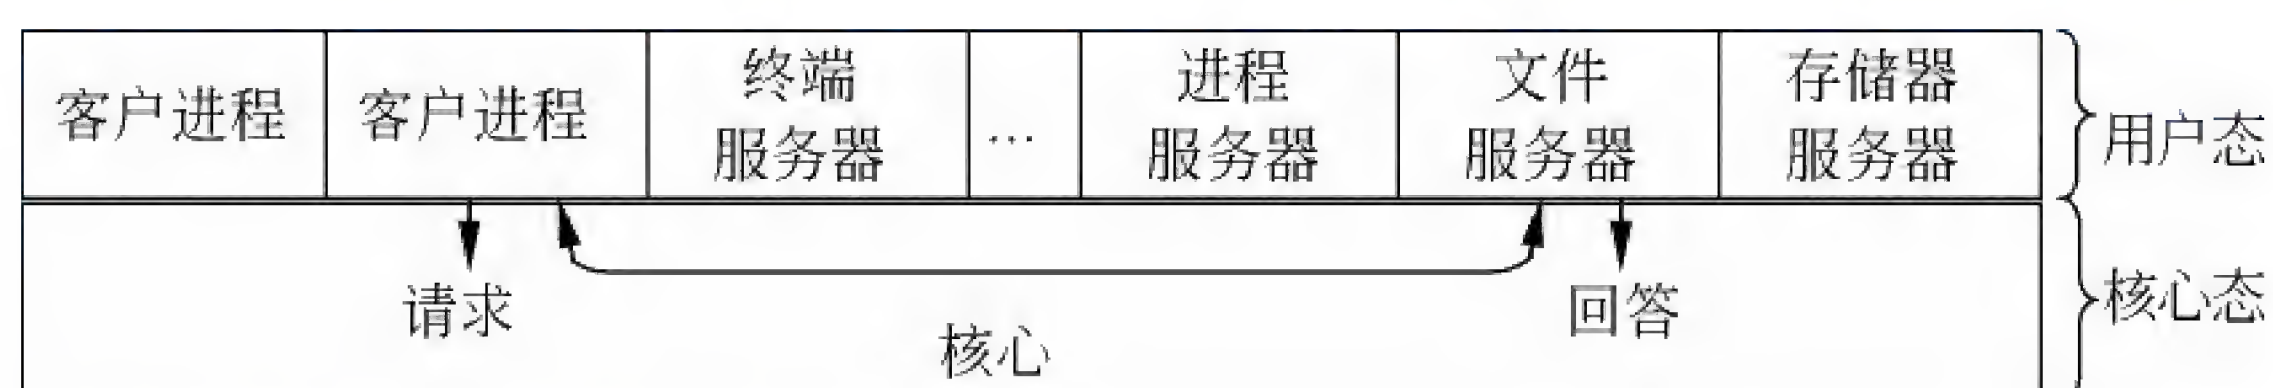 客户进程
客户进程
终端
服务器
…
进程
服务器
文件
服务器
存储器
服务器
用户态
请求
回答
核心态
核心